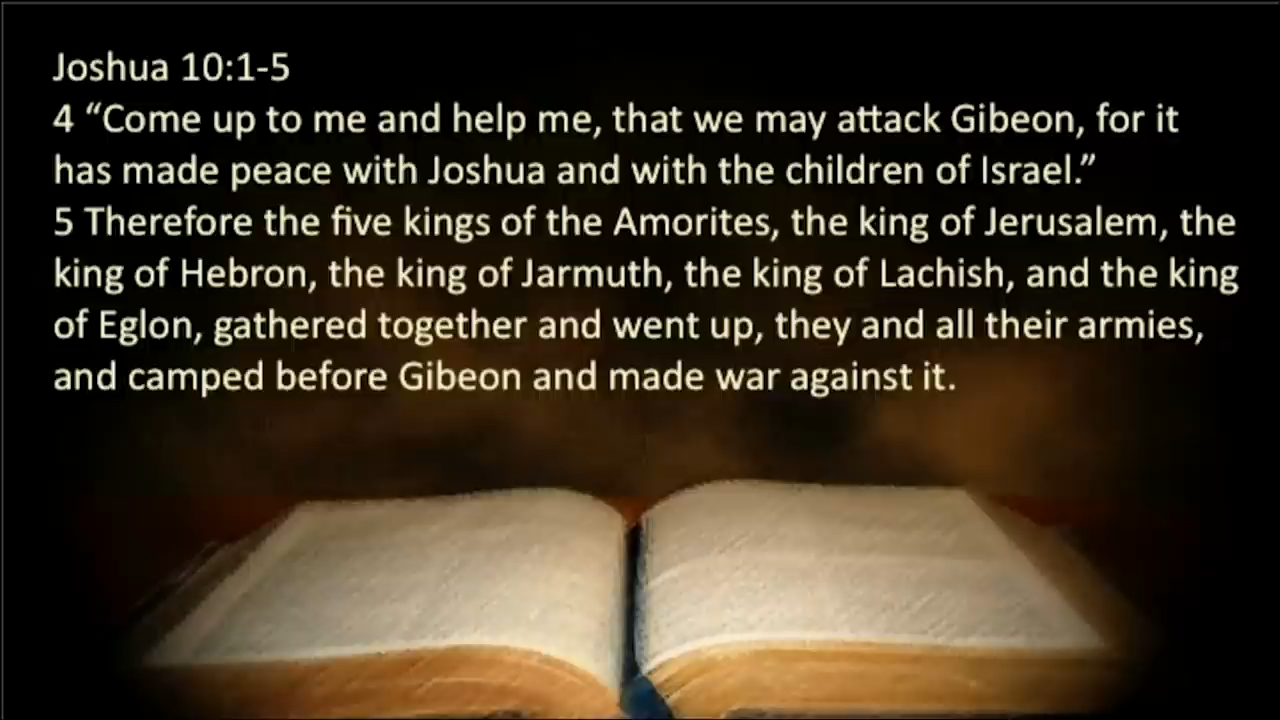 Joshua 10:1-5
4 “Come up to me and help me, that we may attack Gibeon, for it
has made peace with Joshua and with the children of Israel.”
5 Therefore the five kings of the Amorites, the king of Jerusalem, the
king of Hebron, the king of Jarmuth, the king of Lachish, and the king
of Eglon, gathered together and went up, they and all their armies,
and camped before Gibeon and made war against it.